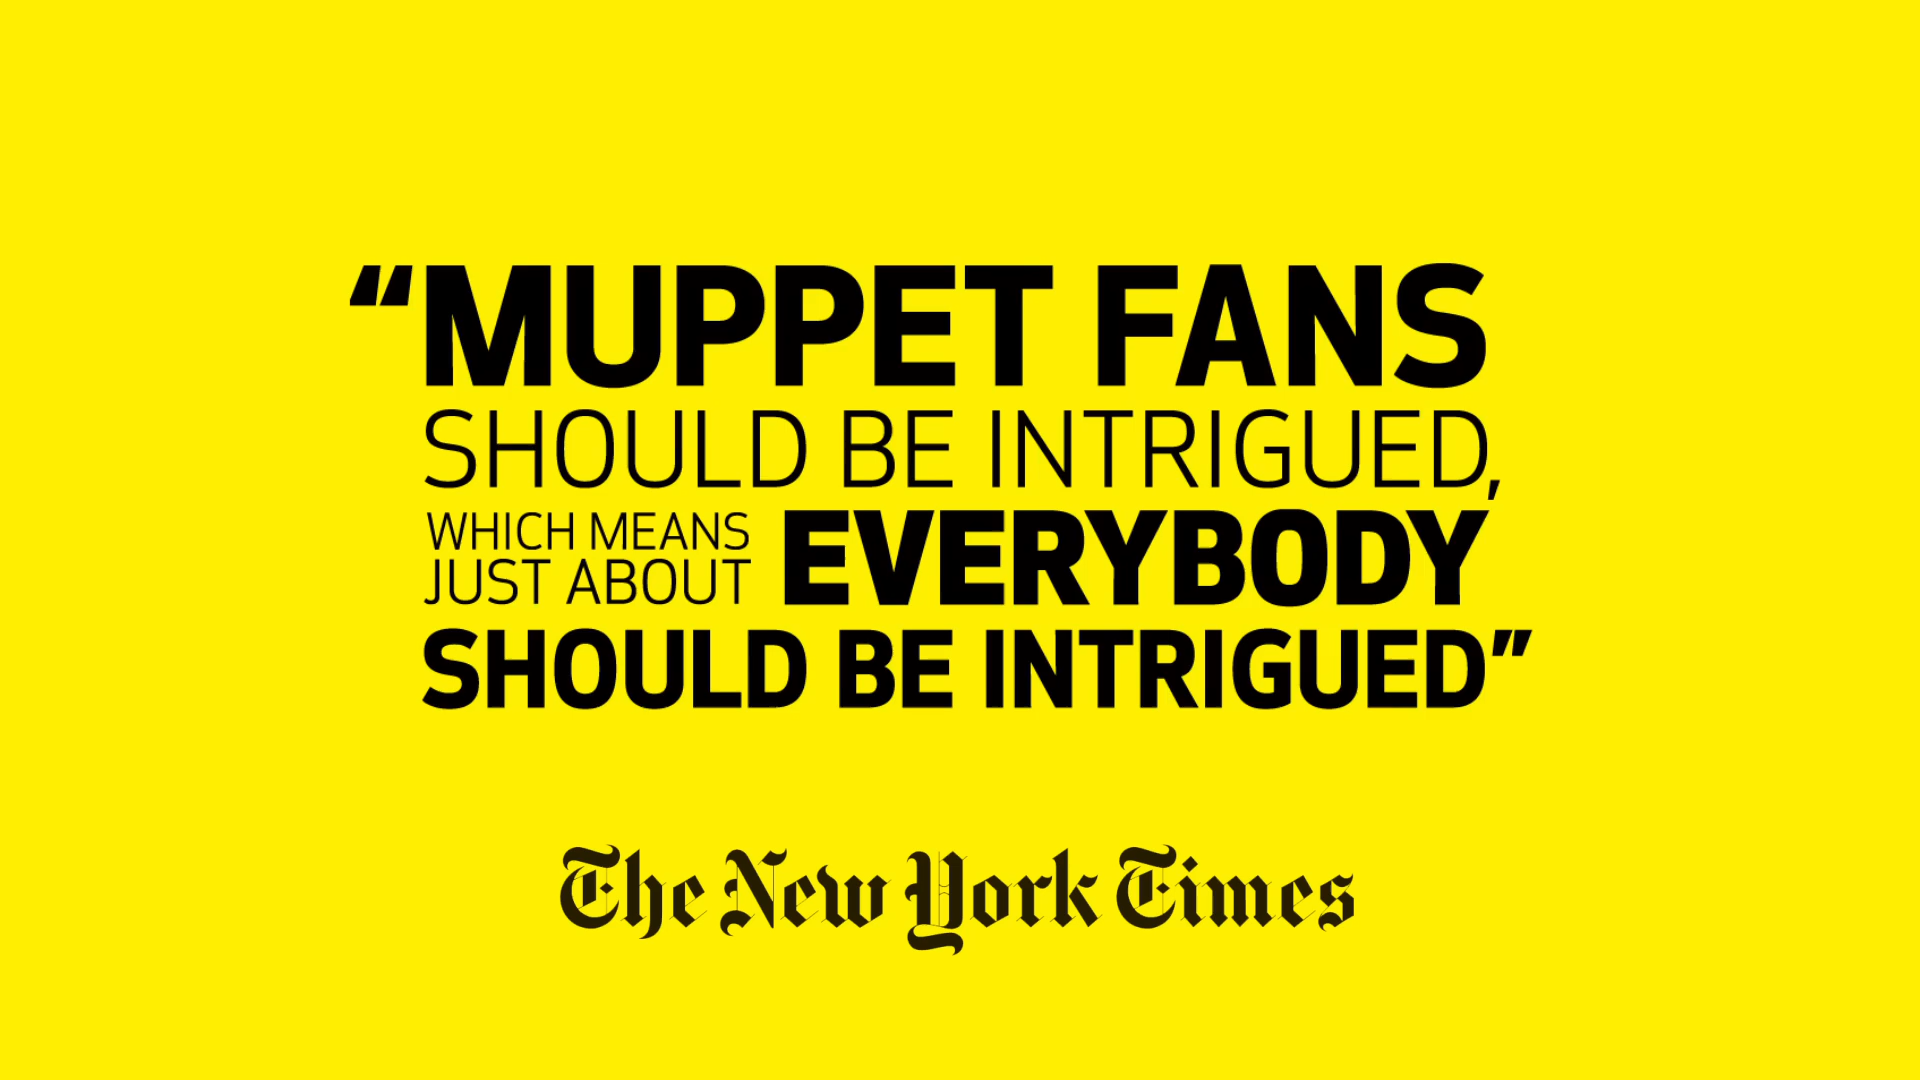 “MUPPET FANS
SHOULD BE INTRIGUED,
WHICH MEANS
JUST ABOUT EVERYBODY
SHOULD BE INTRIGUED”
The New York Times